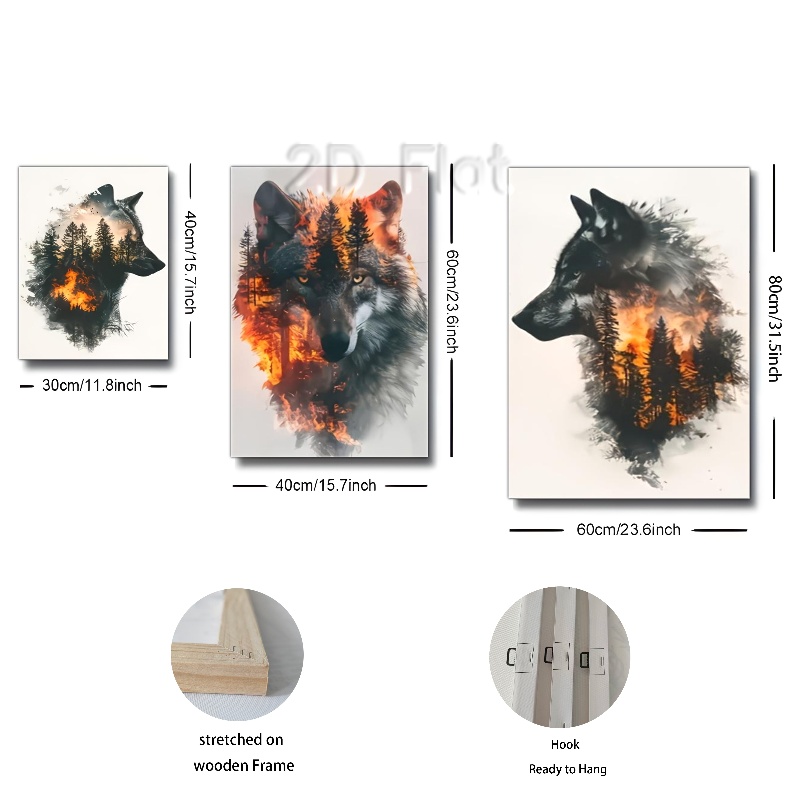 2D Flat
40cm/15.7inch
30cm/11.8inch
60cm/23.6inch
40cm/15.7inch
80cm/31.5inch
60cm/23.6inch
stretched on
wooden Frame
Hook
Ready to Hang